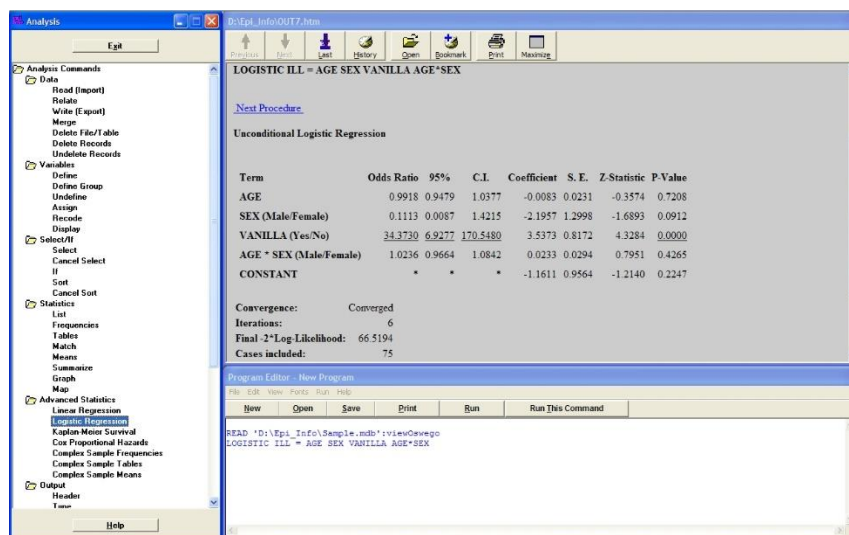 Analysis
Exit
Analysis Commands
Data
Read (Import)
Relate
Write (Export)
Merge
Delete File/Table
Delete Records
Undelete Records
Variables
Define
Define Group
Undefine
Assign
Recode
Display
Select/If
Select
Cancel Select
If
Sort
Cancel Sort
Statistics
List
Frequencies
Tables
Match
Means
Summarize
Graph
Map
Advanced Statistics
Linear Regression
Logistic Regression
Kaplan-Meier Survival
Cox Proportional Hazards
Complex Sample Frequencies
Complex Sample Tables
Complex Sample Means
Output
Header
Type
Help
D:\Epi_Info\OUT7.htm
Previous Next Last History Open Bookmark Print Maximize
LOGISTIC ILL = AGE SEX VANILLA AGE*SEX
Next Procedure
Unconditional Logistic Regression
Term Odds Ratio 95% C.I. Coefficient S. E. Z-Statistic P-Value
AGE 0.9918 0.9479 1.0377 -0.0083 0.0231 -0.3574 0.7208
SEX (Male/Female) 0.1113 0.0087 1.4215 -2.1957 1.2998 -1.6893 0.0912
VANILLA (Yes/No) 34.3730 6.9277 170.5480 3.5373 0.8172 4.3284 0.0000
AGE * SEX (Male/Female) 1.0236 0.9664 1.0842 0.0233 0.0294 0.7951 0.4265
CONSTANT * * * -1.1611 0.9564 -1.2140 0.2247
Convergence: Converged
Iterations: 6
Final -2*Log-Likelihood: 66.5194
Cases included: 75
Program Editor - New Program
File Edit View Fonts Run Help
New Open Save Print Run Run This Command
READ 'D:\Epi_Info\Sample.mdb':viewOswego
LOGISTIC ILL = AGE SEX VANILLA AGE*SEX